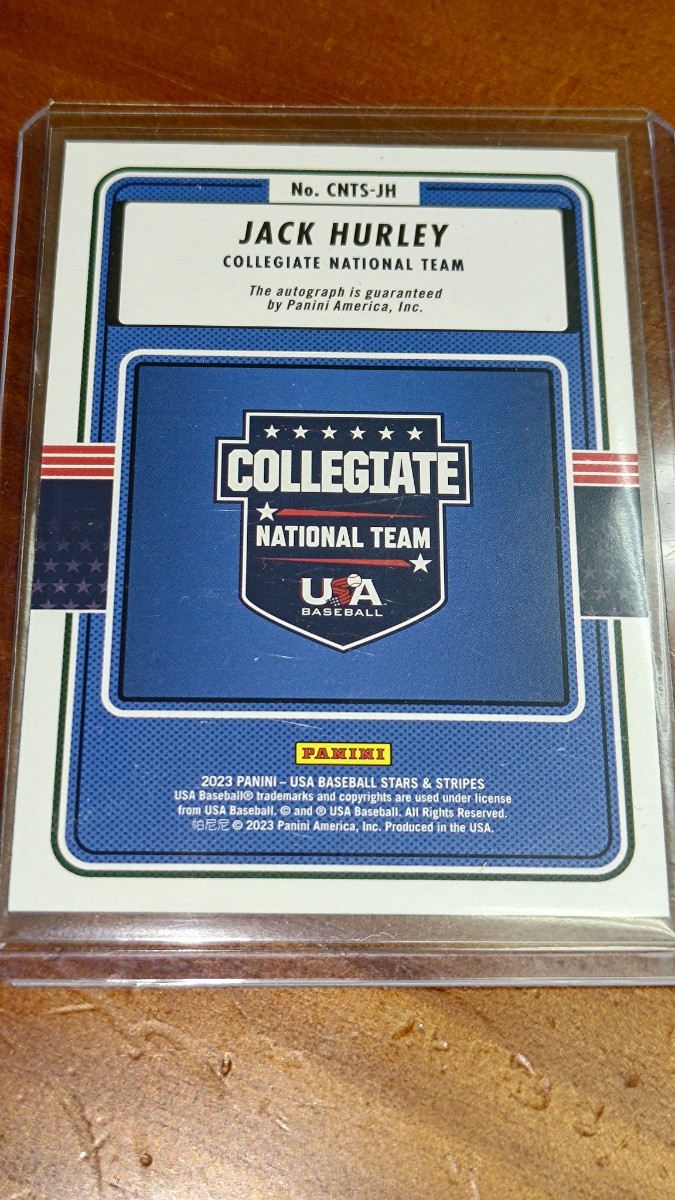 No. CNTS-JH
JACK HURLEY
COLLEGIATE NATIONAL TEAM
The autograph is guaranteed
by Panini America, Inc.
COLLEGIATE
NATIONAL TEAM
USA
BASEBALL
PANINI
2023 PANINI – USA BASEBALL STARS & STRIPES
USA Baseball® trademarks and copyrights are used under license
from USA Baseball. © and ® USA Baseball. All Rights Reserved.
帕尼尼 © 2023 Panini America, Inc. Produced in the USA.